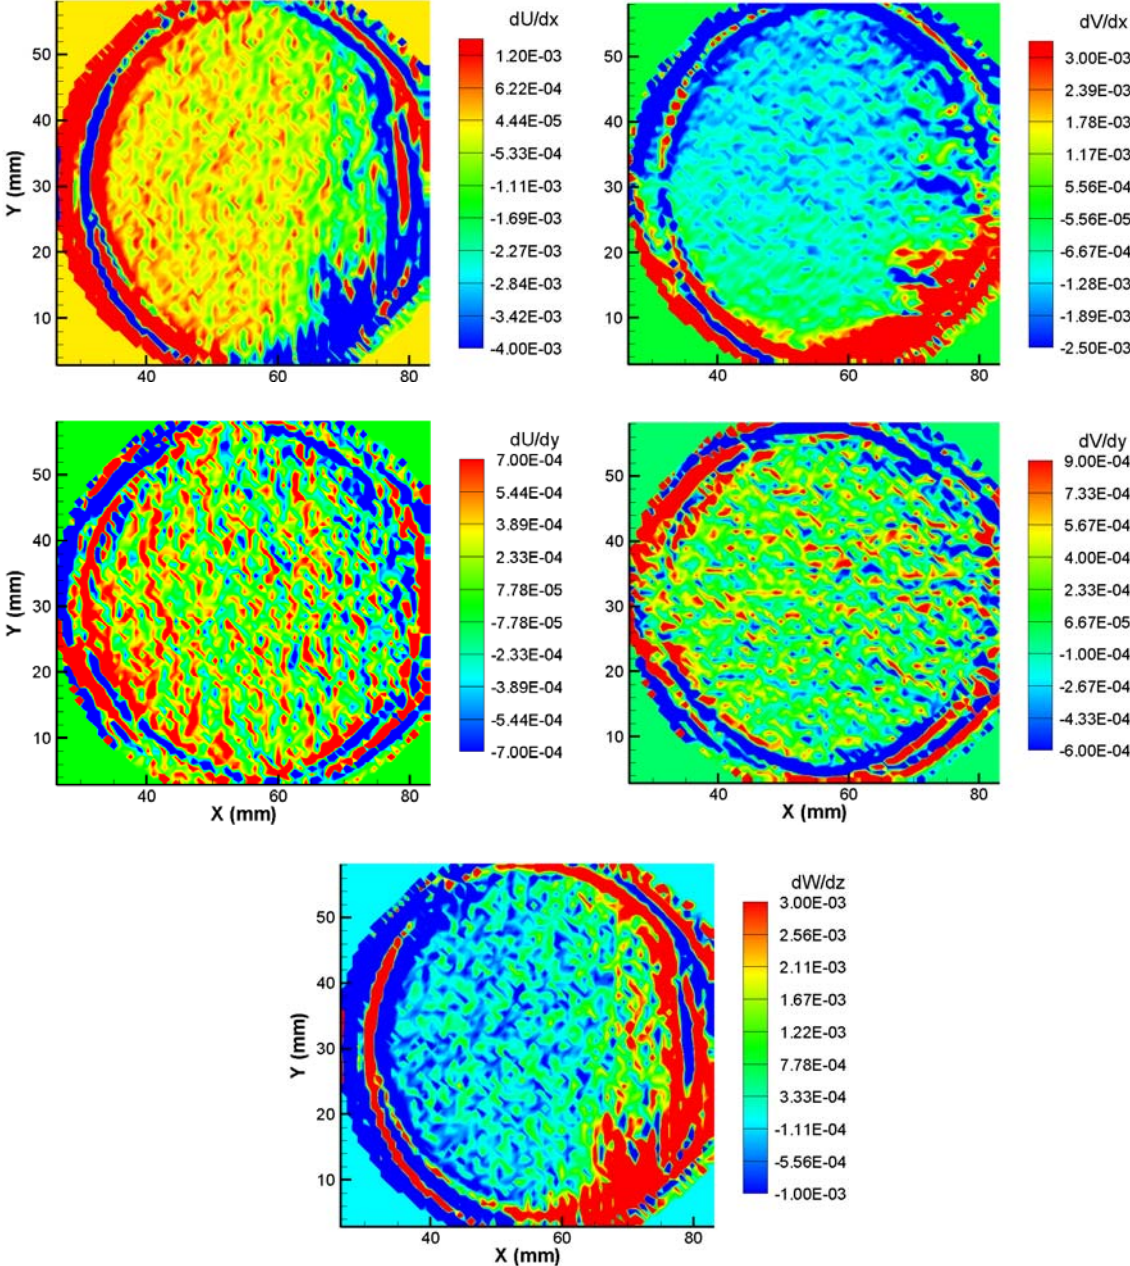 dU/dx
1.20E-03
6.22E-04
4.44E-05
-5.33E-04
-1.11E-03
-1.69E-03
-2.27E-03
-2.84E-03
-3.42E-03
-4.00E-03
Y (mm)
50
40
30
20
10
40 60 80
dV/dx
3.00E-03
2.39E-03
1.78E-03
1.17E-03
5.56E-04
-5.56E-05
-6.67E-04
-1.28E-03
-1.89E-03
-2.50E-03
50
40
30
20
10
40 60 80
dU/dy
7.00E-04
5.44E-04
3.89E-04
2.33E-04
7.78E-05
-7.78E-05
-2.33E-04
-3.89E-04
-5.44E-04
-7.00E-04
Y (mm)
50
40
30
20
10
40 60 80
X (mm)
dV/dy
9.00E-04
7.33E-04
5.67E-04
4.00E-04
2.33E-04
6.67E-05
-1.00E-04
-2.67E-04
-4.33E-04
-6.00E-04
50
40
30
20
10
40 60 80
X (mm)
dW/dz
3.00E-03
2.56E-03
2.11E-03
1.67E-03
1.22E-03
7.78E-04
3.33E-04
-1.11E-04
-5.56E-04
-1.00E-03
Y (mm)
50
40
30
20
10
40 60 80
X (mm)